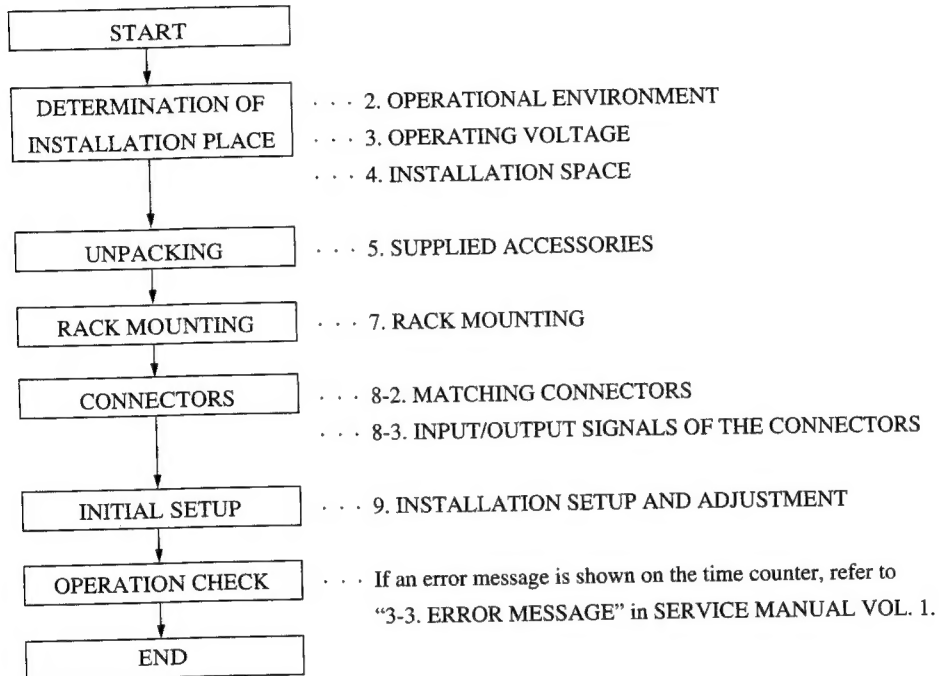 START
DETERMINATION OF
INSTALLATION PLACE
· · · 2. OPERATIONAL ENVIRONMENT
· · · 3. OPERATING VOLTAGE
· · · 4. INSTALLATION SPACE
UNPACKING
· · · 5. SUPPLIED ACCESSORIES
RACK MOUNTING
· · · 7. RACK MOUNTING
CONNECTORS
· · · 8-2. MATCHING CONNECTORS
· · · 8-3. INPUT/OUTPUT SIGNALS OF THE CONNECTORS
INITIAL SETUP
· · · 9. INSTALLATION SETUP AND ADJUSTMENT
OPERATION CHECK
· · · If an error message is shown on the time counter, refer to
“3-3. ERROR MESSAGE” in SERVICE MANUAL VOL. 1.
END